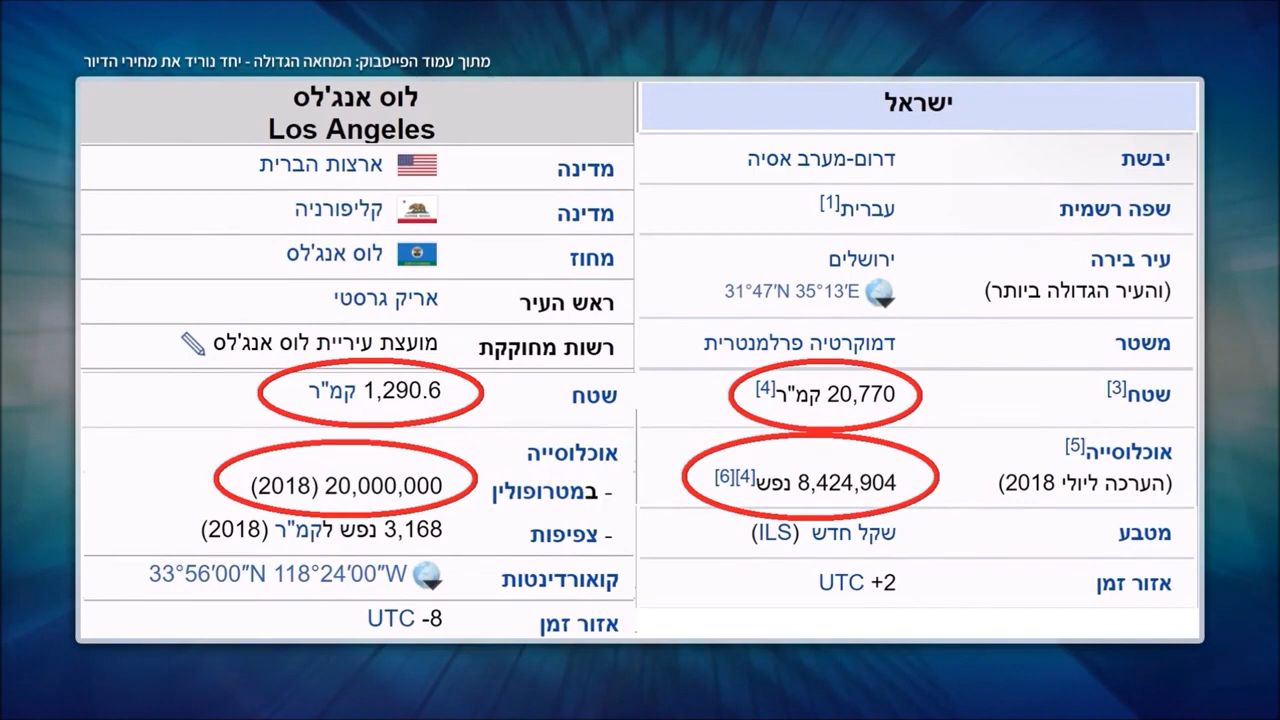 מתוך עמוד הפייסבוק: המחאה הגדולה - יחד נוריד את מחירי הדיור
ישראל
יבשת דרום-מערב אסיה
שפה רשמית עברית[1]
עיר בירה ירושלים
(והעיר הגדולה ביותר) 31°47′N 35°13′E
משטר דמוקרטיה פרלמנטרית
שטח[3] 20,770 קמ"ר[4]
אוכלוסייה[5]
(הערכה ליולי 2018) 8,424,904 נפש[4][6]
מטבע שקל חדש (ILS)
אזור זמן UTC +2
לוס אנג'לס
Los Angeles
מדינה ארצות הברית
מדינה קליפורניה
מחוז לוס אנג'לס
ראש העיר אריק גרסטי
רשות מחוקקת מועצת עיריית לוס אנג'לס
שטח 1,290.6 קמ"ר
אוכלוסייה
- במטרופולין 20,000,000 (2018)
- צפיפות 3,168 נפש לקמ"ר (2018)
קואורדינטות 33°56′00″N 118°24′00″W
אזור זמן UTC -8